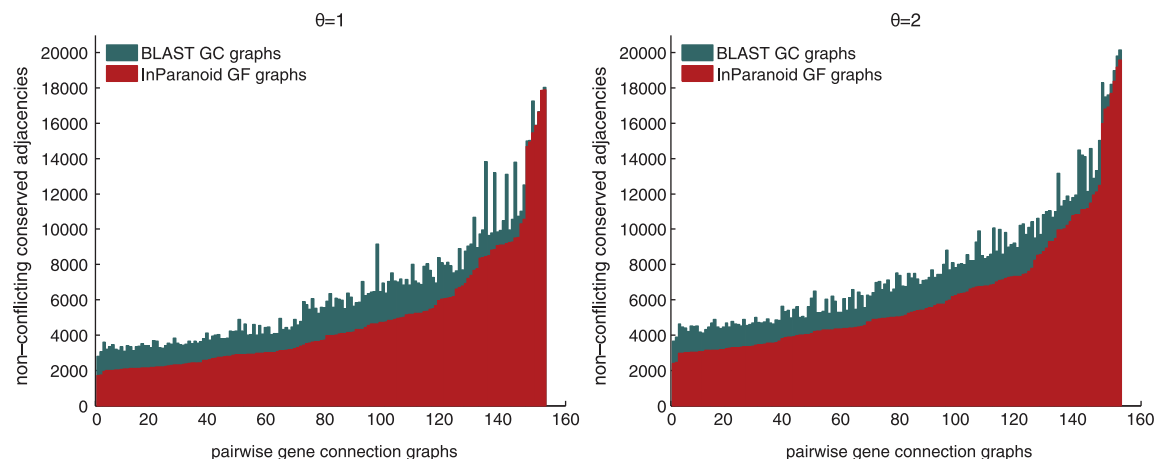 θ=1
BLAST GC graphs
InParanoid GF graphs
non−conflicting conserved adjacencies
20000
18000
16000
14000
12000
10000
8000
6000
4000
2000
0
0 20 40 60 80 100 120 140 160
pairwise gene connection graphs
θ=2
BLAST GC graphs
InParanoid GF graphs
non−conflicting conserved adjacencies
20000
18000
16000
14000
12000
10000
8000
6000
4000
2000
0
0 20 40 60 80 100 120 140 160
pairwise gene connection graphs